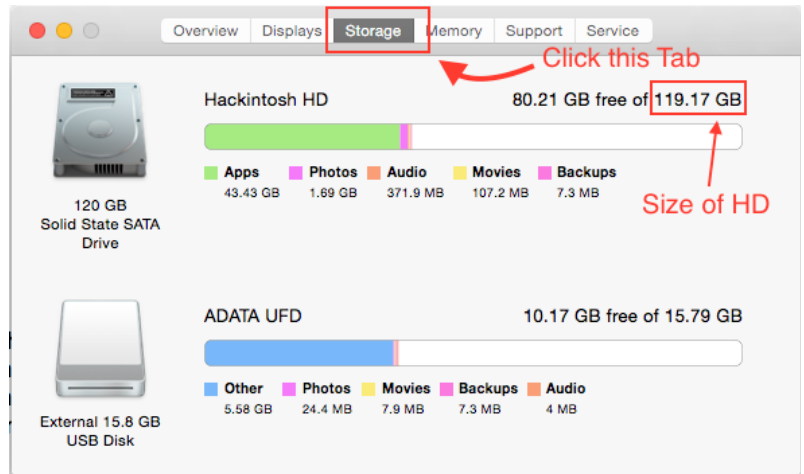 Overview Displays Storage Memory Support Service
Click this Tab
Hackintosh HD 80.21 GB free of 119.17 GB
Apps Photos Audio Movies Backups
43.43 GB 1.69 GB 371.9 MB 107.2 MB 7.3 MB
Size of HD
120 GB
Solid State SATA
Drive
ADATA UFD 10.17 GB free of 15.79 GB
Other Photos Movies Backups Audio
5.58 GB 24.4 MB 7.9 MB 7.3 MB 4 MB
External 15.8 GB
USB Disk